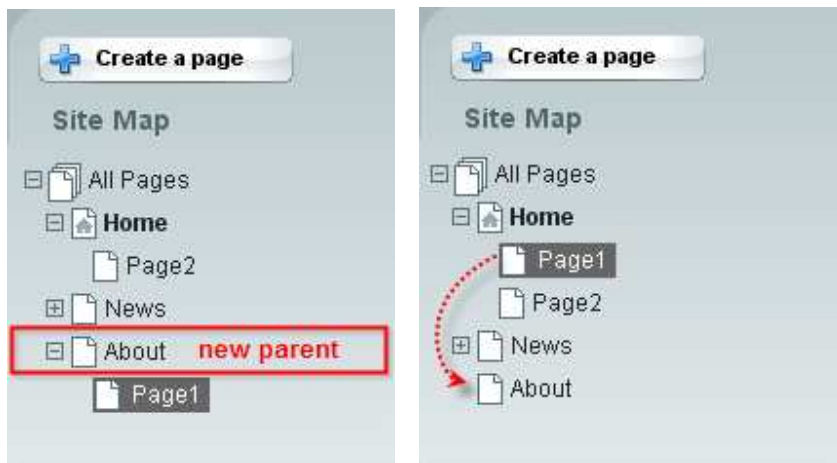 Create a page
Site Map
All Pages
Home
Page2
News
About new parent
Page1
Create a page
Site Map
All Pages
Home
Page1
Page2
News
About